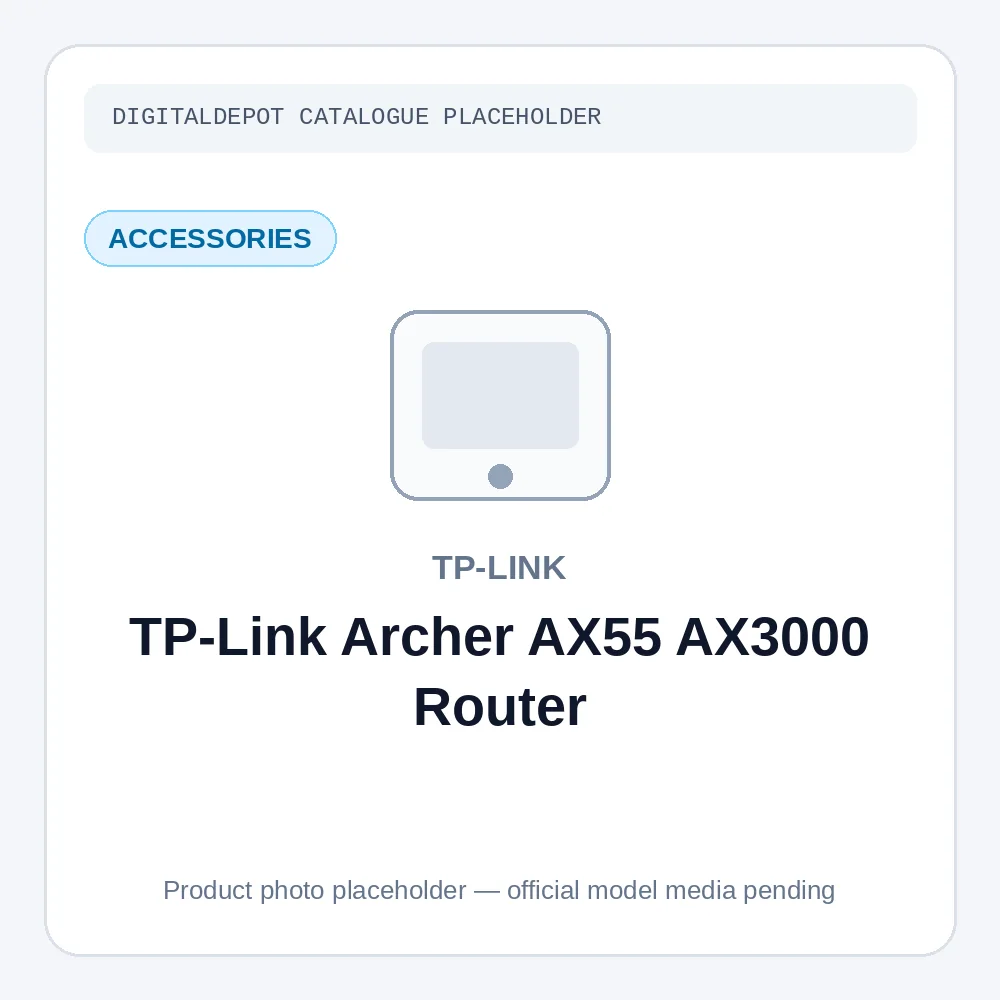 DIGITALDEPOT CATALOGUE PLACEHOLDER
ACCESSORIES
TP-LINK
TP-Link Archer AX55 AX3000
Router
Product photo placeholder — official model media pending